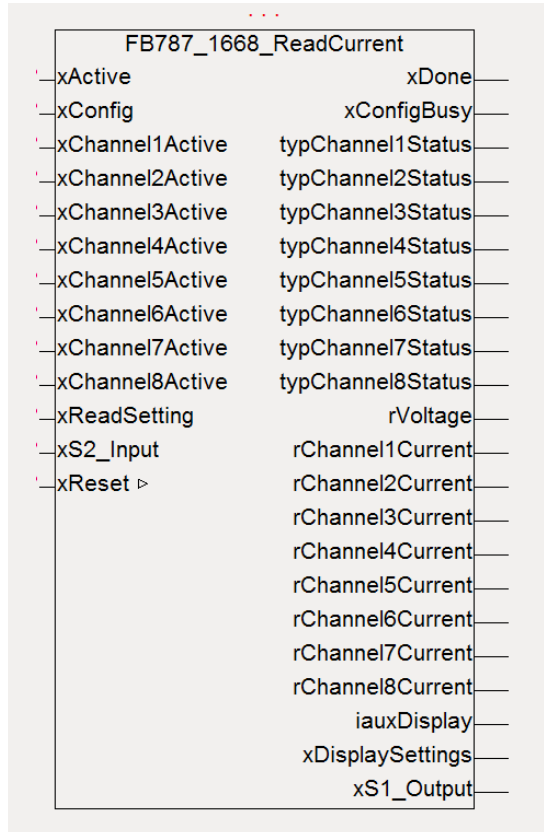 ...
FB787_1668_ReadCurrent
xActive xDone
xConfig xConfigBusy
xChannel1Active typChannel1Status
xChannel2Active typChannel2Status
xChannel3Active typChannel3Status
xChannel4Active typChannel4Status
xChannel5Active typChannel5Status
xChannel6Active typChannel6Status
xChannel7Active typChannel7Status
xChannel8Active typChannel8Status
xReadSetting rVoltage
xS2_Input rChannel1Current
xReset ▹ rChannel2Current
rChannel3Current
rChannel4Current
rChannel5Current
rChannel6Current
rChannel7Current
rChannel8Current
iauxDisplay
xDisplaySettings
xS1_Output